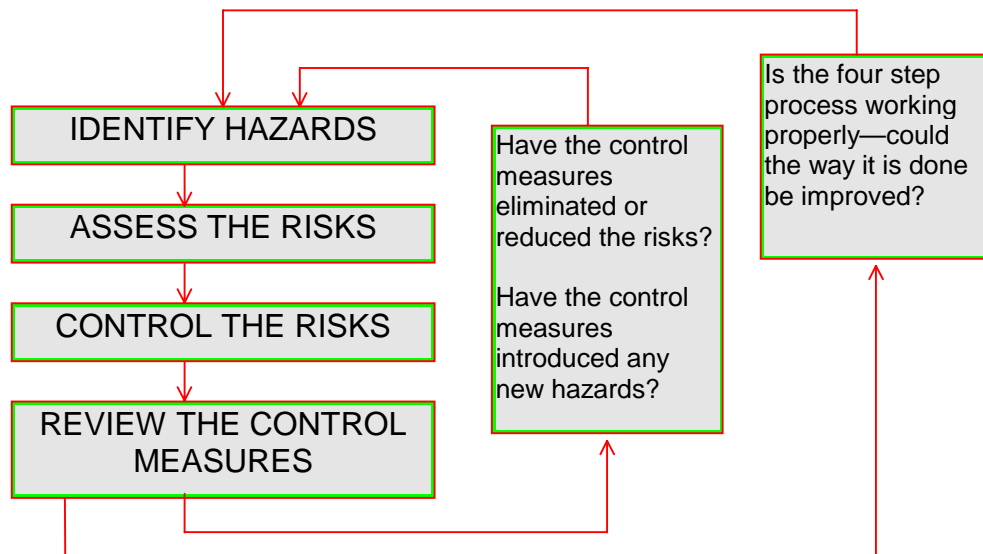 IDENTIFY HAZARDS
ASSESS THE RISKS
CONTROL THE RISKS
REVIEW THE CONTROL
MEASURES
Have the control
measures
eliminated or
reduced the risks?
Have the control
measures
introduced any
new hazards?
Is the four step
process working
properly—could
the way it is done
be improved?